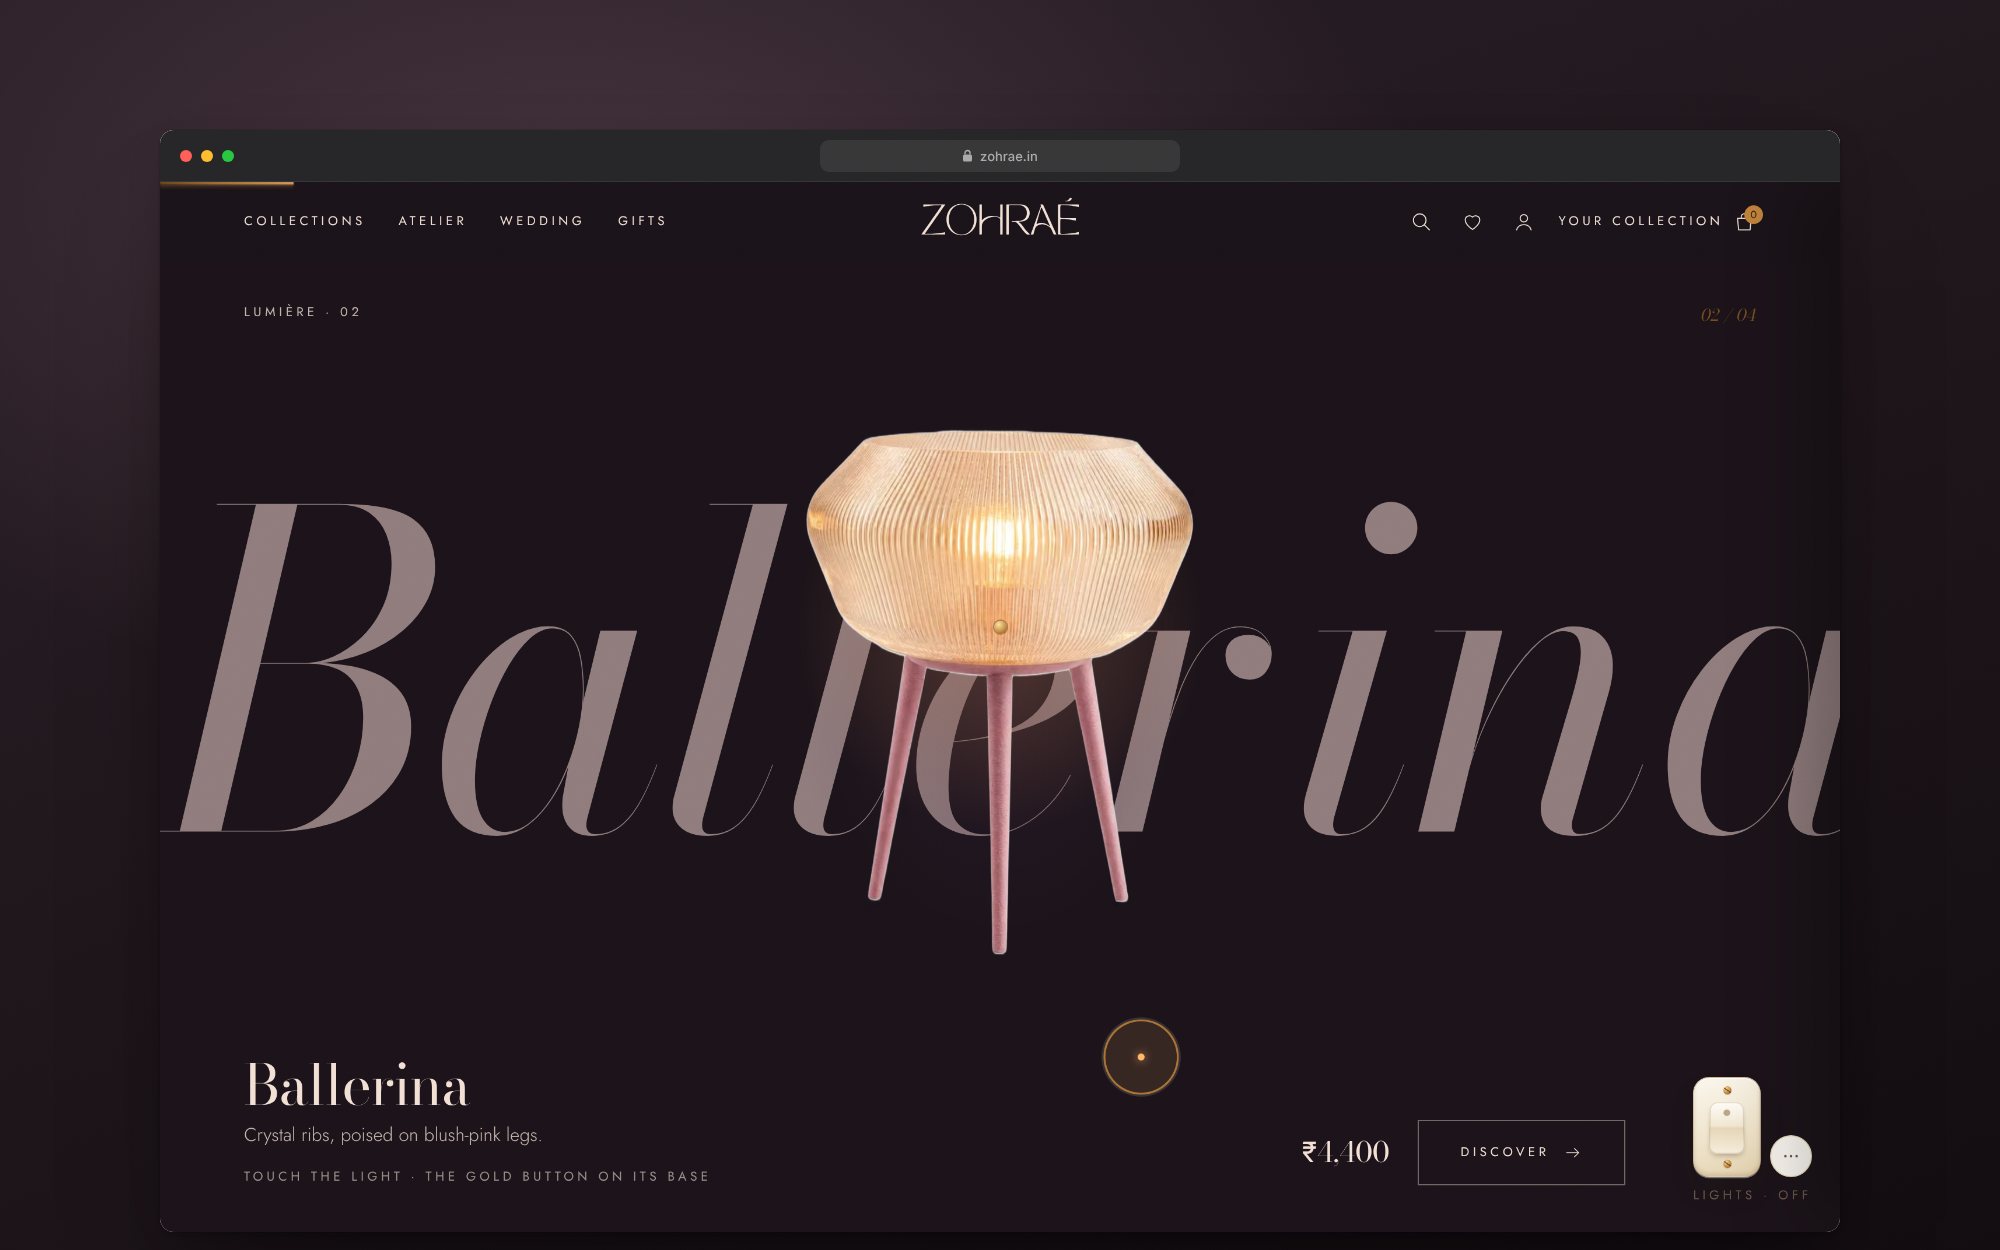 zohrae.in
COLLECTIONS ATELIER WEDDING GIFTS
ZOHRAÉ
YOUR COLLECTION 0
LUMIÈRE · 02
02 / 04
Ballerina
Ballerina
Crystal ribs, poised on blush-pink legs.
TOUCH THE LIGHT · THE GOLD BUTTON ON ITS BASE
₹4,400
DISCOVER →
LIGHTS · OFF